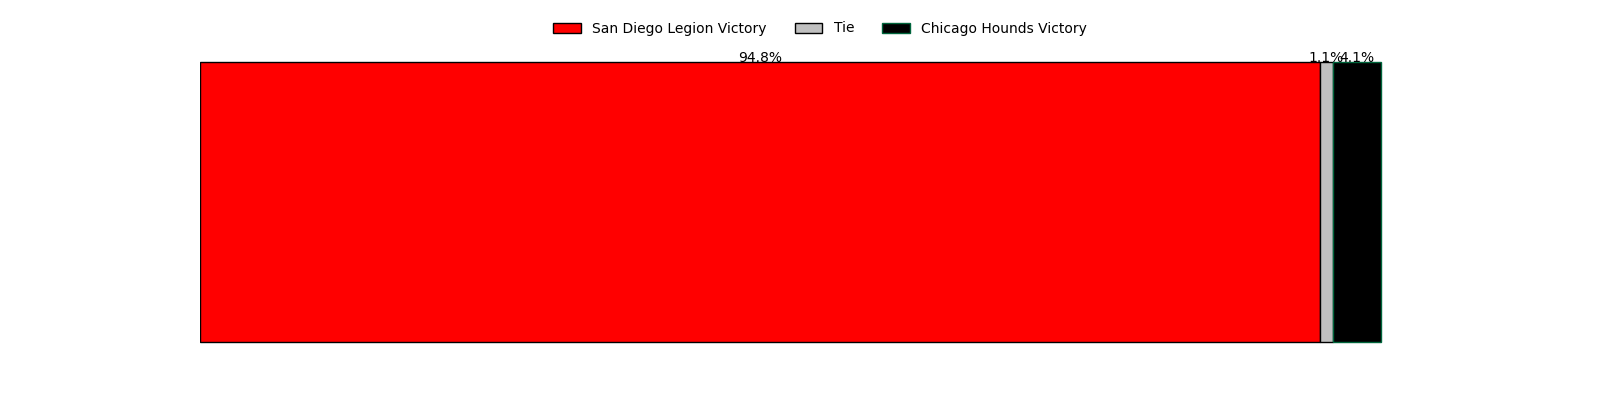 San Diego Legion Victory Tie Chicago Hounds Victory
94.8% 1.1% 4.1%